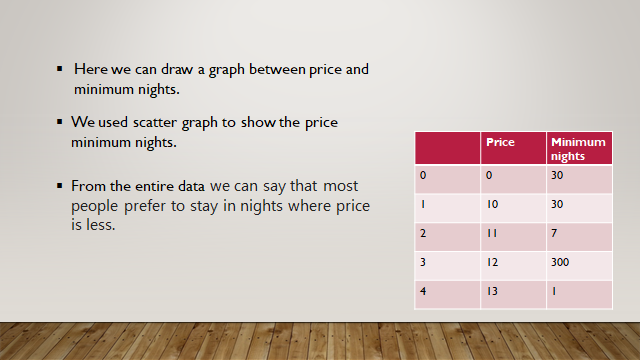 ▪ Here we can draw a graph between price and
minimum nights.
▪ We used scatter graph to show the price
minimum nights.
▪ From the entire data we can say that most
people prefer to stay in nights where price
is less.
Price Minimum
nights
0 0 30
1 10 30
2 11 7
3 12 300
4 13 1